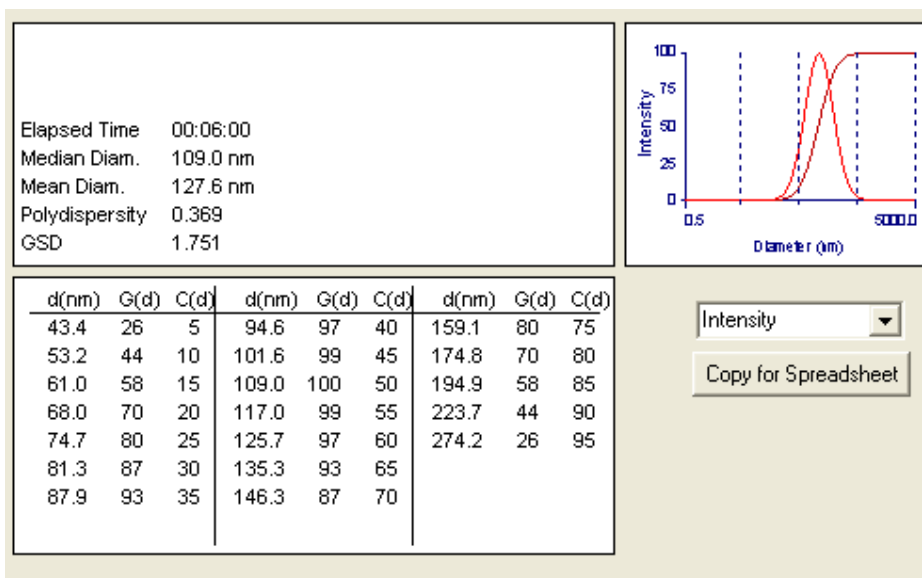 Elapsed Time 00:06:00
Median Diam. 109.0 nm
Mean Diam. 127.6 nm
Polydispersity 0.369
GSD 1.751
100
75
50
25
0
Intensity
0.5 5000.0
Diameter (nm)
d(nm) G(d) C(d) d(nm) G(d) C(d) d(nm) G(d) C(d)
43.4 26 5 94.6 97 40 159.1 80 75
53.2 44 10 101.6 99 45 174.8 70 80
61.0 58 15 109.0 100 50 194.9 58 85
68.0 70 20 117.0 99 55 223.7 44 90
74.7 80 25 125.7 97 60 274.2 26 95
81.3 87 30 135.3 93 65
87.9 93 35 146.3 87 70
Intensity
Copy for Spreadsheet